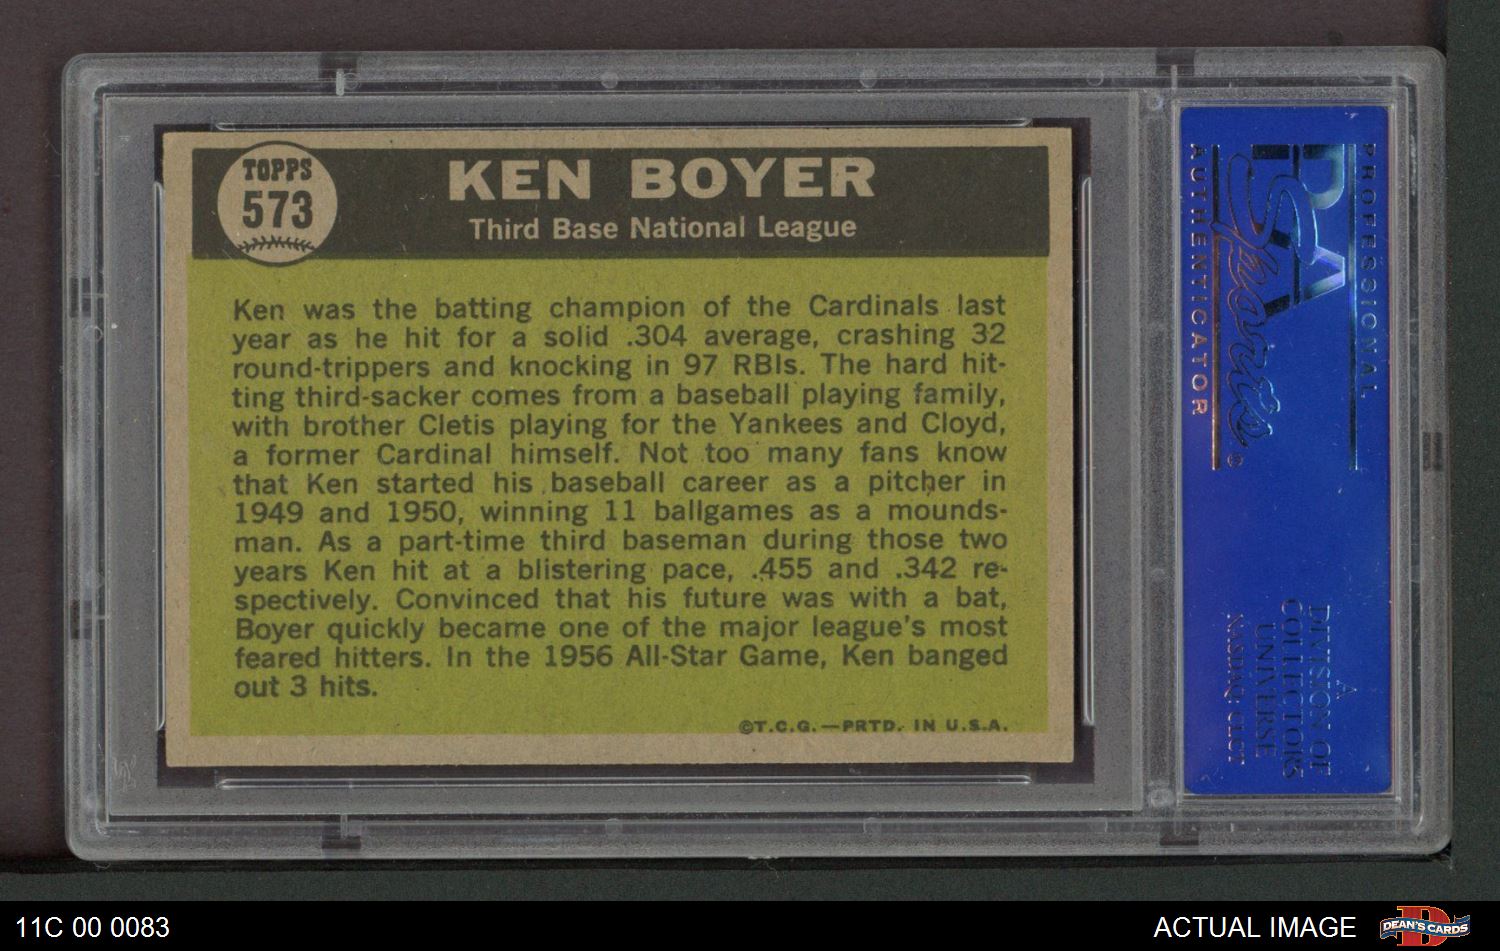 TOPPS
573
KEN BOYER
Third Base National League
Ken was the batting champion of the Cardinals last
year as he hit for a solid .304 average, crashing 32
round-trippers and knocking in 97 RBIs. The hard hit-
ting third-sacker comes from a baseball playing family,
with brother Cletis playing for the Yankees and Cloyd,
a former Cardinal himself. Not too many fans know
that Ken started his baseball career as a pitcher in
1949 and 1950, winning 11 ballgames as a mounds-
man. As a part-time third baseman during those two
years Ken hit at a blistering pace, .455 and .342 re-
spectively. Convinced that his future was with a bat,
Boyer quickly became one of the major league's most
feared hitters. In the 1956 All-Star Game, Ken banged
out 3 hits.
©T.C.G.—PRTD. IN U.S.A.
PROFESSIONAL
PSA
Sports
®
AUTHENTICATOR
A
DIVISION OF
COLLECTORS
UNIVERSE
NASDAQ: CLCT
11C 00 0083
ACTUAL IMAGE
D
DEAN'S CARDS